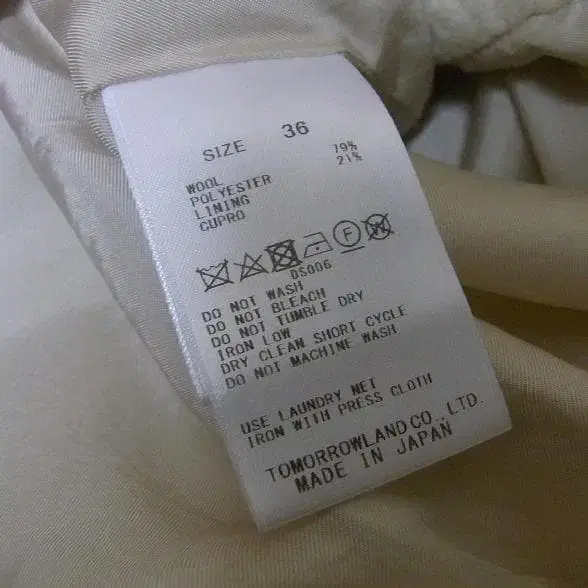 SIZE 36
WOOL 79%
POLYESTER 21%
LINING
CUPRO
F W
DS006
DO NOT WASH
DO NOT BLEACH
DO NOT TUMBLE DRY
IRON LOW
DRY CLEAN SHORT CYCLE
DO NOT MACHINE WASH
USE LAUNDRY NET
IRON WITH PRESS CLOTH
TOMORROWLAND CO., LTD.
MADE IN JAPAN